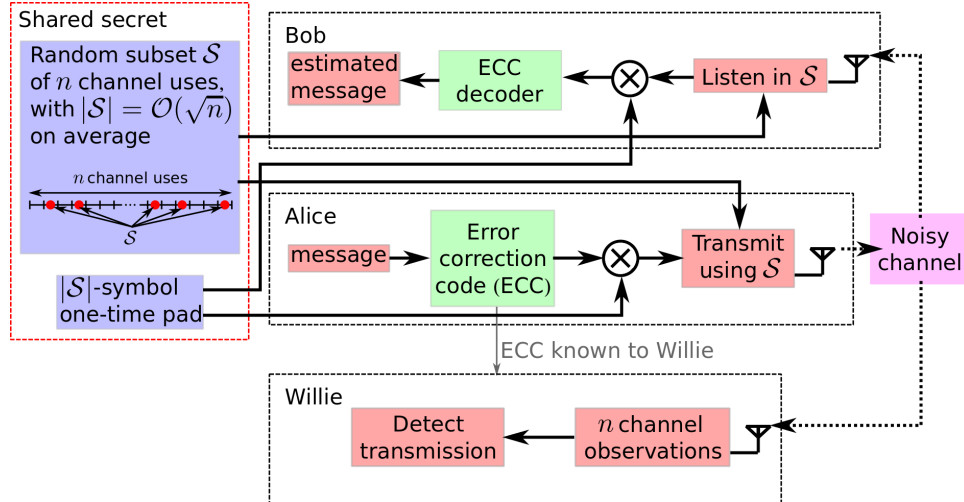 Shared secret
Random subset 𝒮
of n channel uses,
with |𝒮| = 𝒪(√n)
on average
n channel uses
...
𝒮
|𝒮|-symbol
one-time pad
Bob
estimated
message
ECC
decoder
Listen in 𝒮
Alice
message
Error
correction
code (ECC)
Transmit
using 𝒮
Noisy
channel
ECC known to Willie
Willie
Detect
transmission
n channel
observations